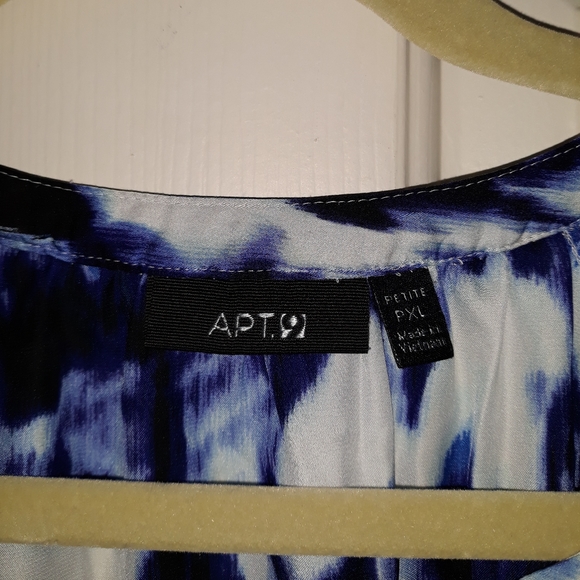 APT.9
PETITE
PXL
Made in
Vietnam